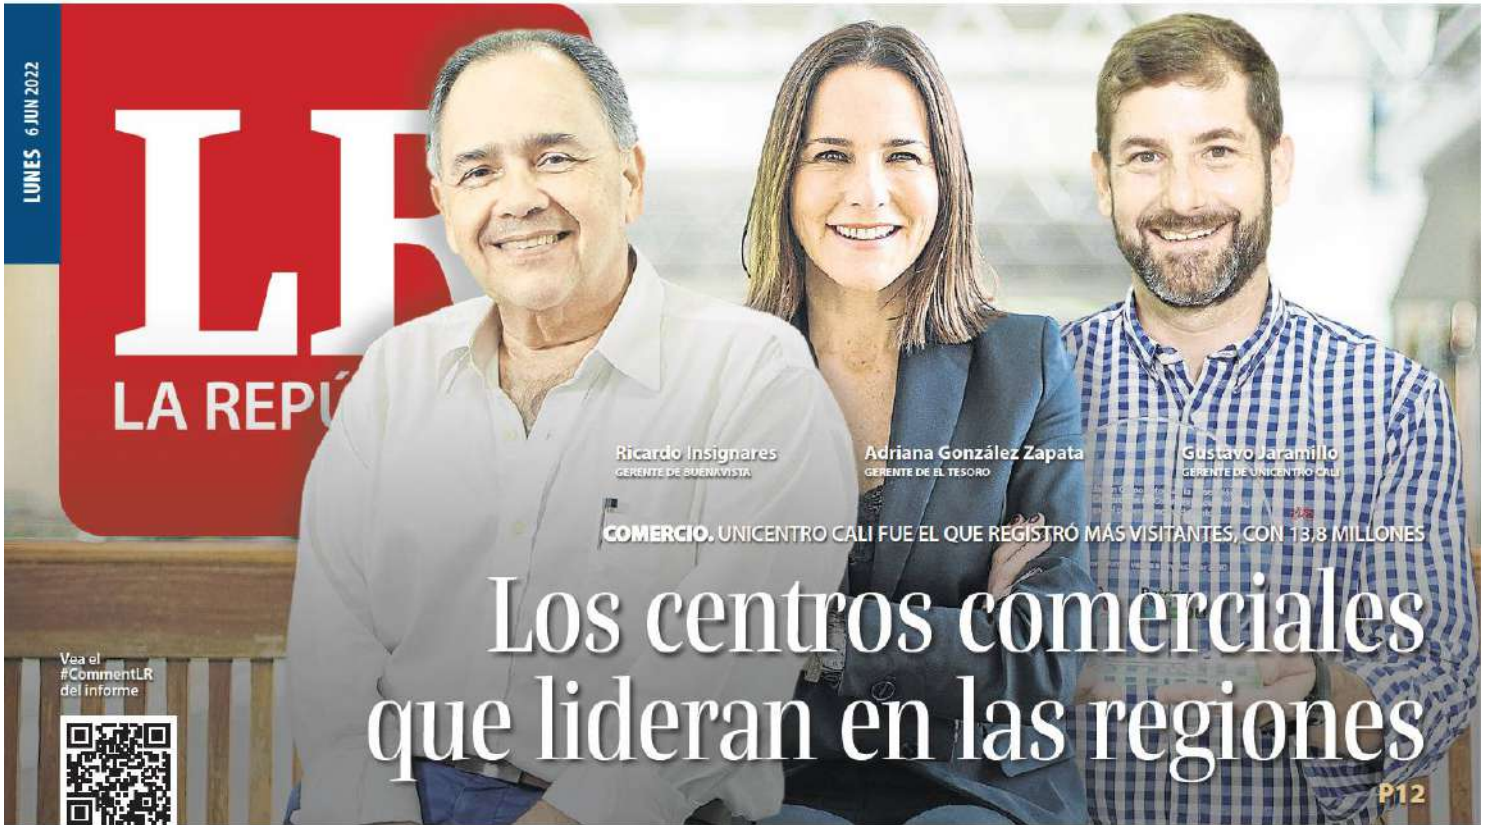 LUNES 6 JUN 2022
LR
LA REPÚ
Ricardo Insignares
GERENTE DE BUENAVISTA
Adriana González Zapata
GERENTE DE EL TESORO
Gustavo Jaramillo
GERENTE DE UNICENTRO CALI
COMERCIO. UNICENTRO CALI FUE EL QUE REGISTRÓ MÁS VISITANTES, CON 13,8 MILLONES
Los centros comerciales
que lideran en las regiones
P12
Vea el
#CommentLR
del informe